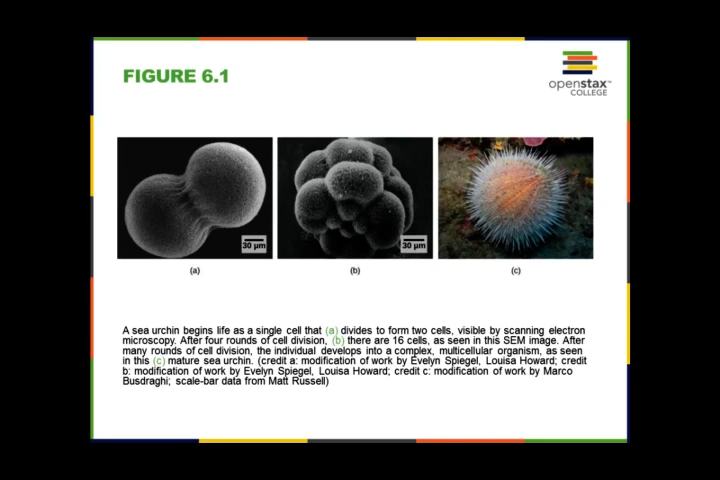 FIGURE 6.1
openstax™
COLLEGE
30 µm
30 µm
(a)
(b)
(c)
A sea urchin begins life as a single cell that (a) divides to form two cells, visible by scanning electron
microscopy. After four rounds of cell division, (b) there are 16 cells, as seen in this SEM image. After
many rounds of cell division, the individual develops into a complex, multicellular organism, as seen
in this (c) mature sea urchin. (credit a: modification of work by Evelyn Spiegel, Louisa Howard; credit
b: modification of work by Evelyn Spiegel, Louisa Howard; credit c: modification of work by Marco
Busdraghi; scale-bar data from Matt Russell)